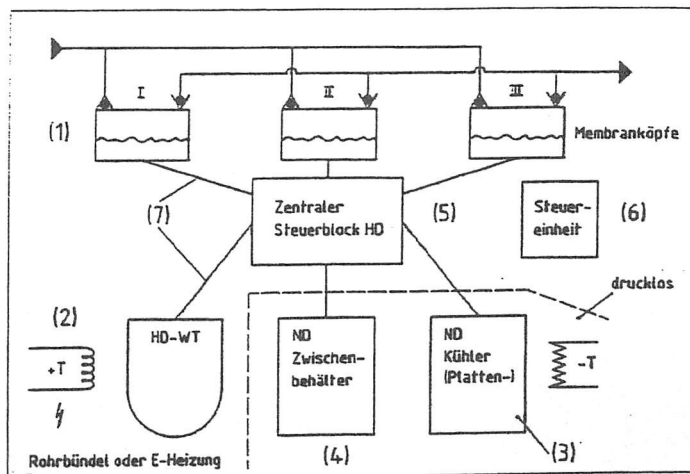 I
II
III
(1)
Membranköpfe
(7)
Zentraler
Steuerblock HD
(5)
Steuer-
einheit
(6)
drucklos
(2)
+T
HD-WT
ND
Zwischen-
behälter
ND
Kühler
(Platten-)
-T
(4)
(3)
Rohrbündel oder E-Heizung